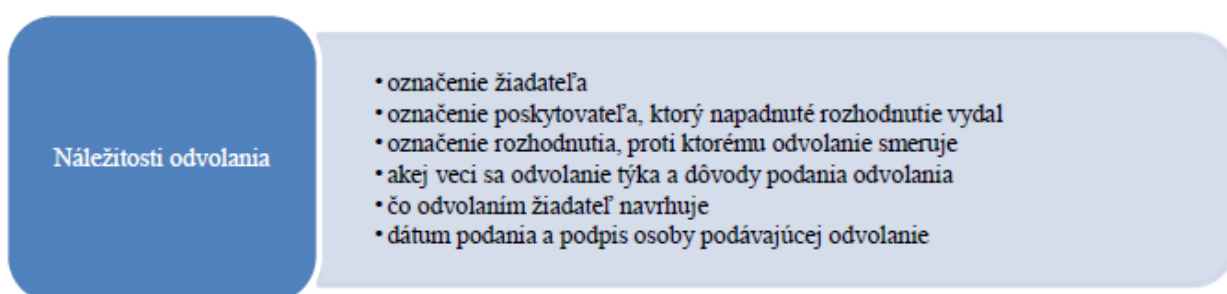 Náležitosti odvolania
• označenie žiadateľa
• označenie poskytovateľa, ktorý napadnuté rozhodnutie vydal
• označenie rozhodnutia, proti ktorému odvolanie smeruje
• akej veci sa odvolanie týka a dôvody podania odvolania
• čo odvolaním žiadateľ navrhuje
• dátum podania a podpis osoby podávajúcej odvolanie